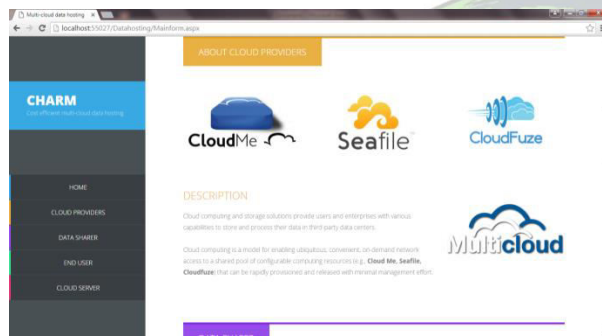 Multi-cloud data hosting
localhost:55027/Datahosting/Mainform.aspx
ABOUT CLOUD PROVIDERS
CHARM
Cost efficient multi-cloud data hosting
CloudMe
Seafile
CloudFuze
HOME
CLOUD PROVIDERS
DATA SHARER
END USER
CLOUD SERVER
DESCRIPTION
Cloud computing and storage solutions provide users and enterprises with various
capabilities to store and process their data in third-party data centers.
Cloud computing is a model for enabling ubiquitous, convenient, on-demand network
access to a shared pool of configurable computing resources (e.g., Cloud Me, Seafile,
Cloudfuze) that can be rapidly provisioned and released with minimal management effort.
Multicloud
DATA SHARER